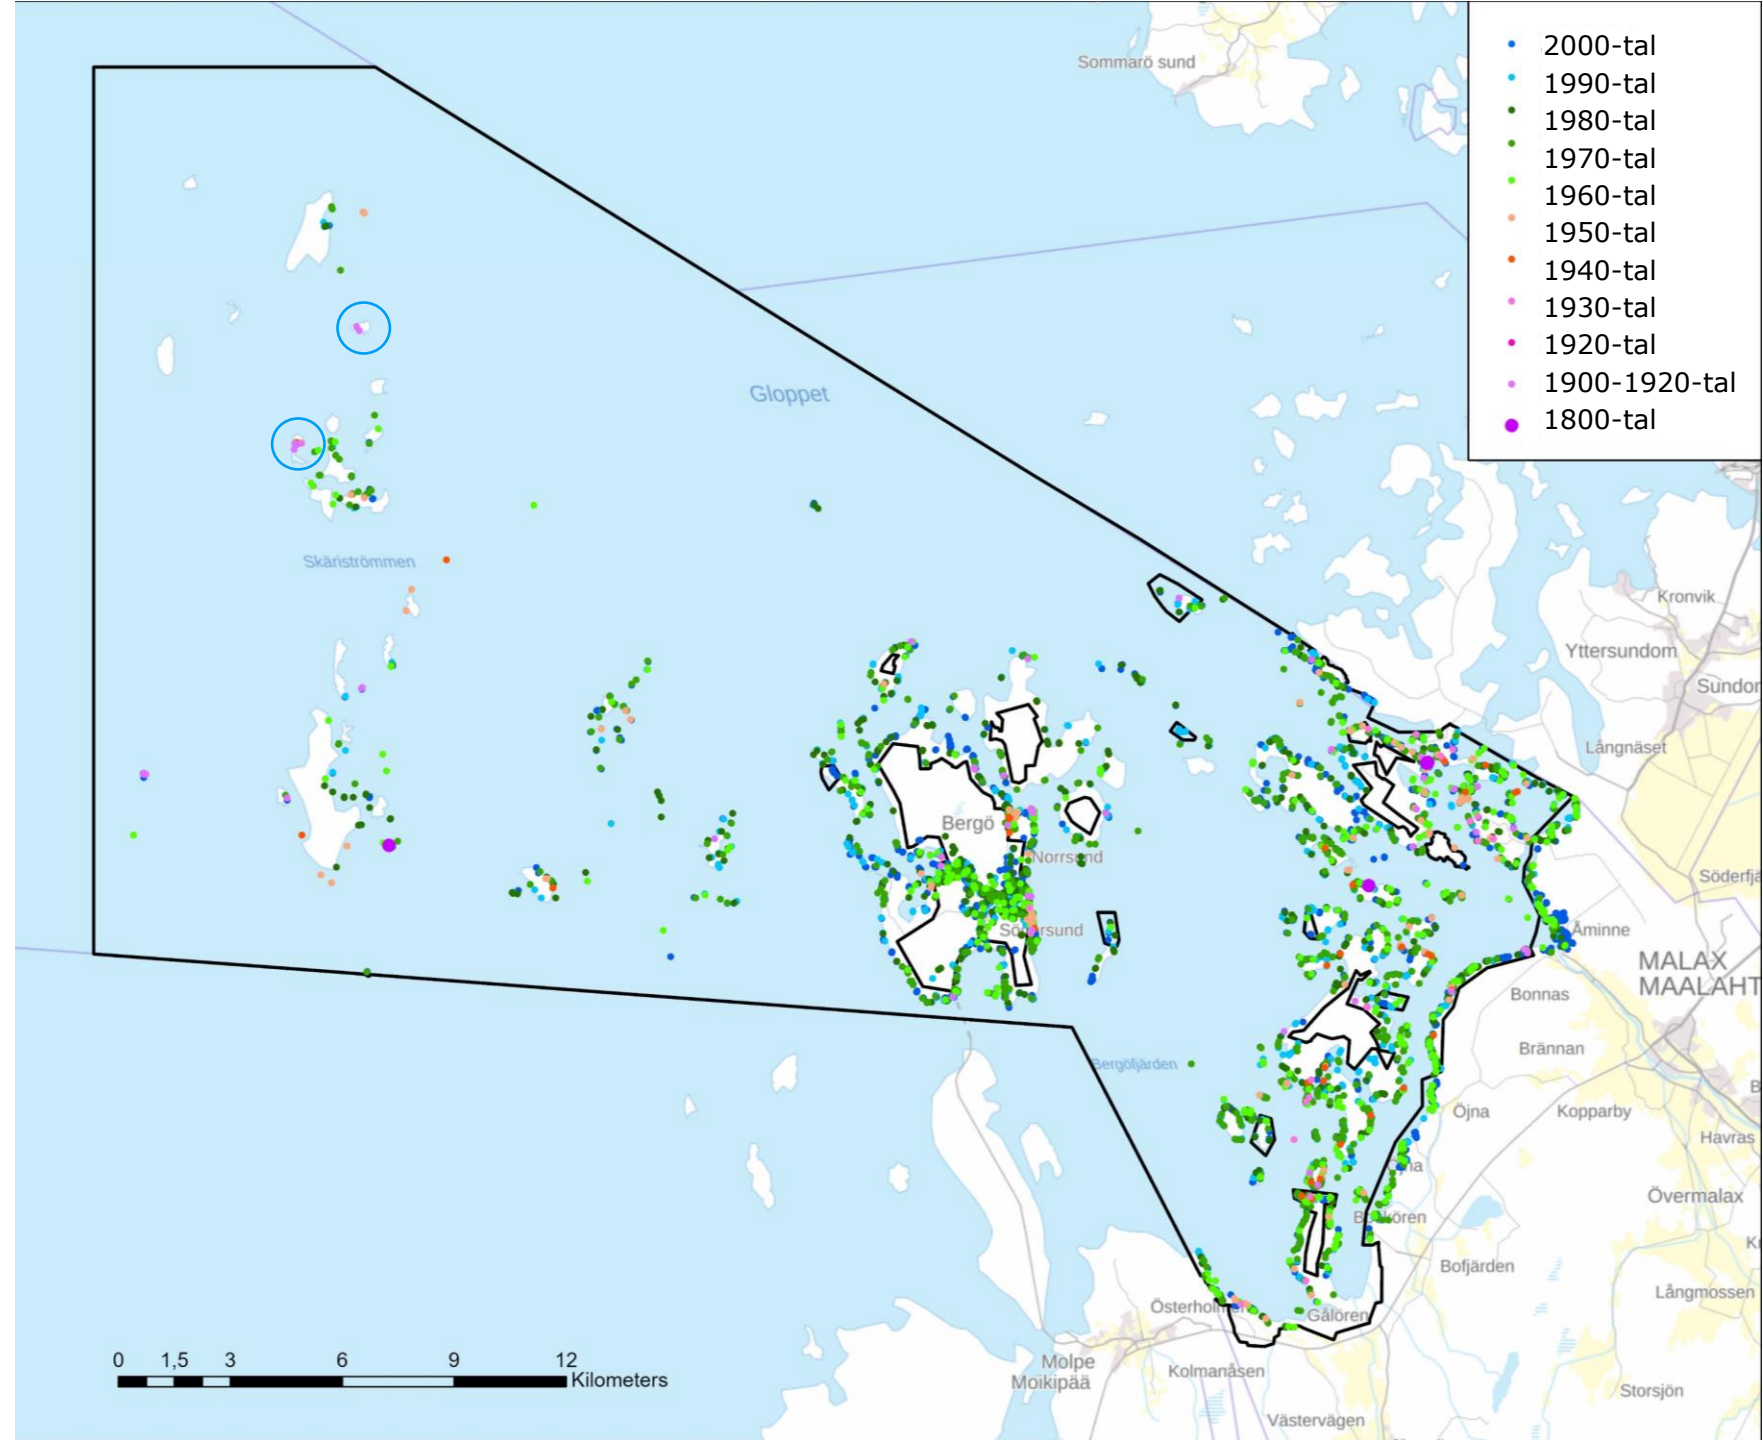 Sommarö sund
2000-tal
1990-tal
1980-tal
1970-tal
1960-tal
1950-tal
1940-tal
1930-tal
1920-tal
1900-1920-tal
1800-tal
Gloppet
Skäriströmmen
Kronvik
Yttersundom
Sundom
Långnäset
Bergö
Norrsund
Söderfjä
Södersund
Åminne
MALAX
MAALAHT
Bonnas
Brännan
Bergöfjärden
Öjna
Kopparby
Havras
Övermalax
Bofjärden
Långmossen
Österholmen
Gålören
0 1,5 3 6 9 12
Kilometers
Molpe
Moikipää
Kolmanåsen
Storsjön
Västervägen